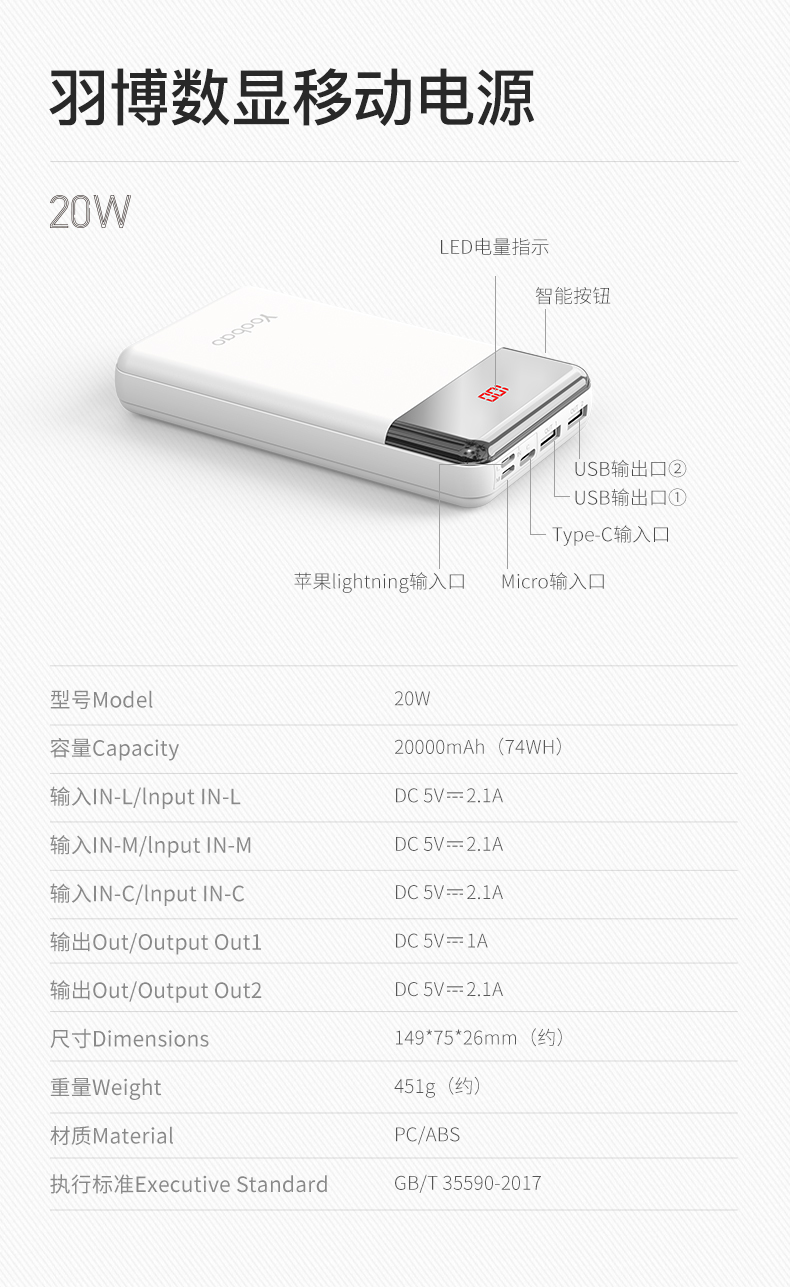 羽博数显移动电源
20W
LED电量指示
智能按钮
Yoobao
USB输出口②
USB输出口①
Type-C输入口
苹果lightning输入口 Micro输入口
型号Model 20W
容量Capacity 20000mAh（74WH）
输入IN-L/lnput IN-L DC 5V⎓2.1A
输入IN-M/lnput IN-M DC 5V⎓2.1A
输入IN-C/lnput IN-C DC 5V⎓2.1A
输出Out/Output Out1 DC 5V⎓1A
输出Out/Output Out2 DC 5V⎓2.1A
尺寸Dimensions 149*75*26mm（约）
重量Weight 451g（约）
材质Material PC/ABS
执行标准Executive Standard GB/T 35590-2017